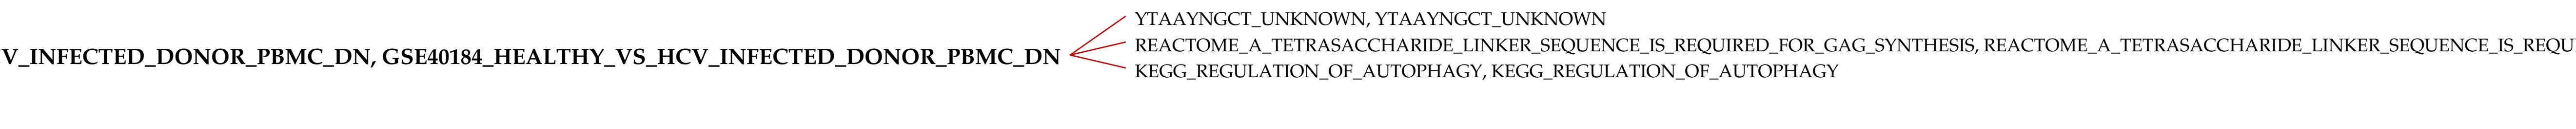 V_INFECTED_DONOR_PBMC_DN, GSE40184_HEALTHY_VS_HCV_INFECTED_DONOR_PBMC_DN
YTAAYNGCT_UNKNOWN, YTAAYNGCT_UNKNOWN
REACTOME_A_TETRASACCHARIDE_LINKER_SEQUENCE_IS_REQUIRED_FOR_GAG_SYNTHESIS, REACTOME_A_TETRASACCHARIDE_LINKER_SEQUENCE_IS_REQU
KEGG_REGULATION_OF_AUTOPHAGY, KEGG_REGULATION_OF_AUTOPHAGY